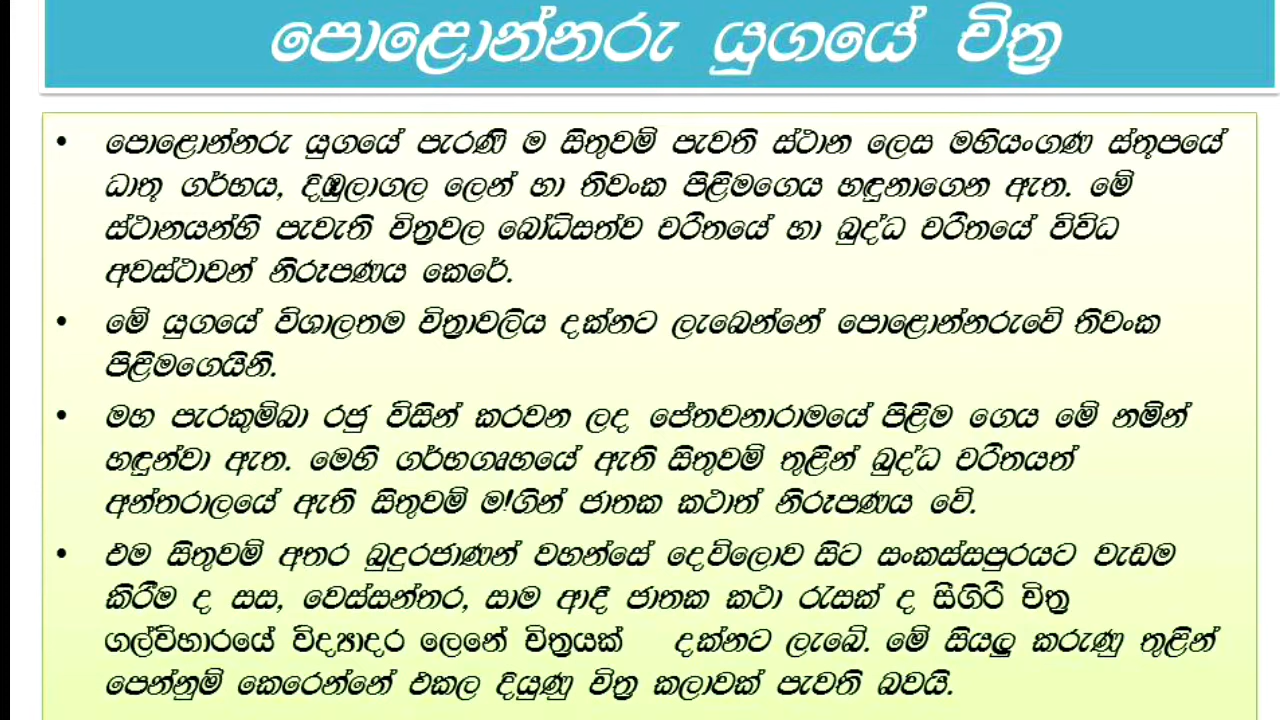 පොළොන්නරු යුගයේ චිත්‍ර
• පොළොන්නරු යුගයේ පැරණි ම සිතුවම් පැවති ස්ථාන ලෙස මහියංගණ ස්තූපයේ
ධාතු ගර්භය, දිඹුලාගල ලෙන් හා තිවංක පිළිමගෙය හඳුනාගෙන ඇත. මේ
ස්ථානයන්හි පැවැති චිත්‍රවල බෝධිසත්ව චරිතයේ හා බුද්ධ චරිතයේ විවිධ
අවස්ථාවන් නිරූපණය කෙරේ.
• මේ යුගයේ විශාලතම චිත්‍රාවලිය දක්නට ලැබෙන්නේ පොළොන්නරුවේ තිවංක
පිළිමගෙයිනි.
• මහ පැරකුම්බා රජු විසින් කරවන ලද ජේතවනාරාමයේ පිළිම ගෙය මේ නමින්
හඳුන්වා ඇත. මෙහි ගර්භගෘහයේ ඇති සිතුවම් තුළින් බුද්ධ චරිතයත්
අන්තරාලයේ ඇති සිතුවම් ම!ගින් ජාතක කථාත් නිරූපණය වේ.
• එම සිතුවම් අතර බුදුරජාණන් වහන්සේ දෙව්ලොව සිට සංකස්සපුරයට වැඩම
කිරීම ද සස, වෙස්සන්තර, සාම ආදී ජාතක කථා රැසක් ද සීගිරි චිත්‍ර
ගල්විහාරයේ විද්‍යාදර ලෙනේ චිත්‍රයක් දක්නට ලැබේ. මේ සියලු කරුණු තුළින්
පෙන්නුම් කෙරෙන්නේ එකල දියුණු චිත්‍ර කලාවක් පැවති බවයි.